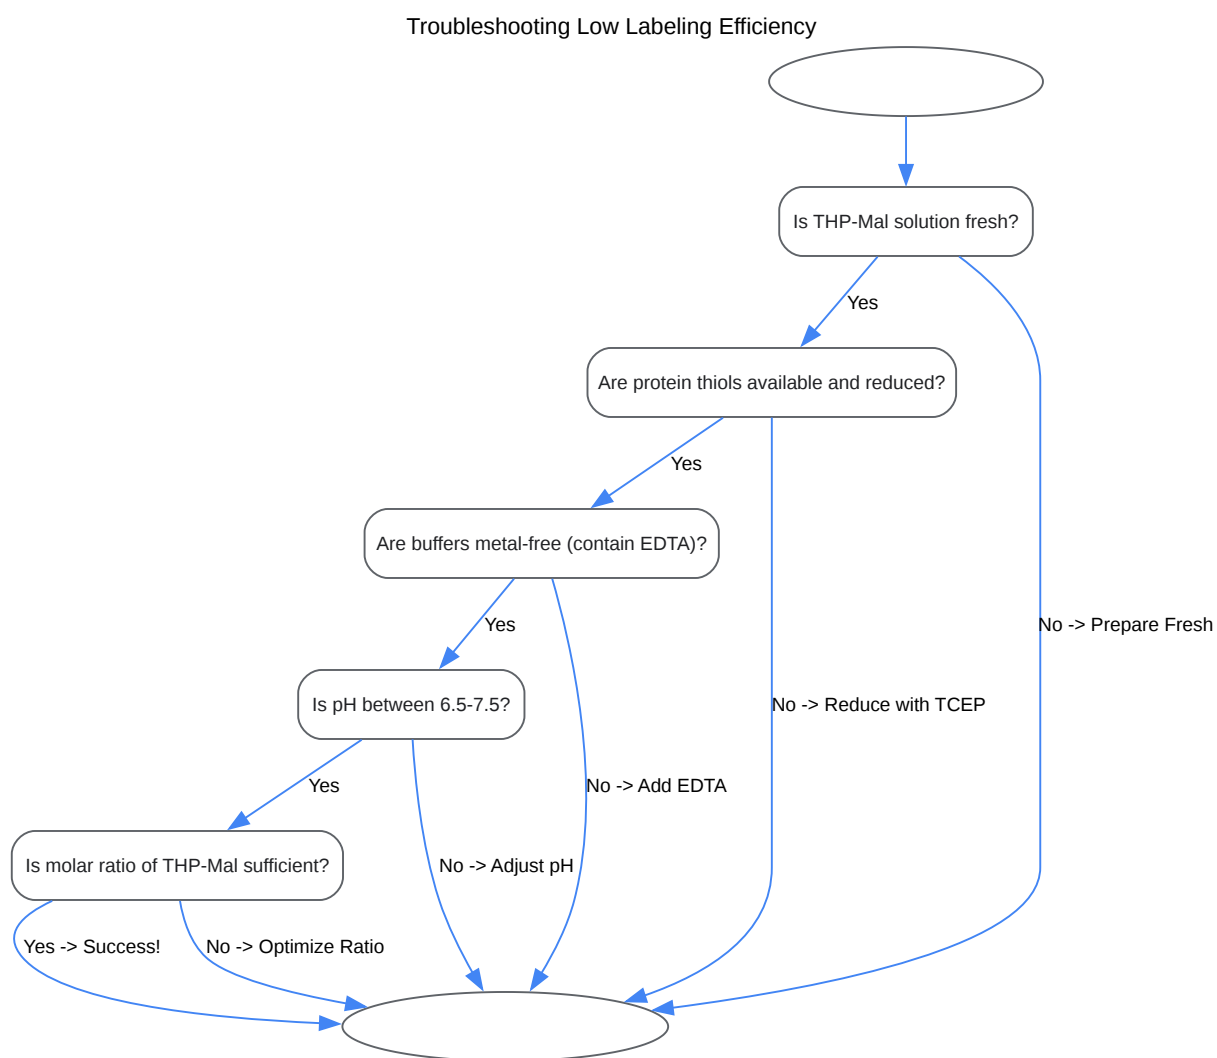 Troubleshooting Low Labeling Efficiency
Is THP-Mal solution fresh?
Yes
Are protein thiols available and reduced?
Yes
Are buffers metal-free (contain EDTA)?
Yes
No -> Prepare Fresh
Is pH between 6.5-7.5?
No -> Reduce with TCEP
Yes
No -> Add EDTA
Is molar ratio of THP-Mal sufficient?
No -> Adjust pH
Yes -> Success!
No -> Optimize Ratio